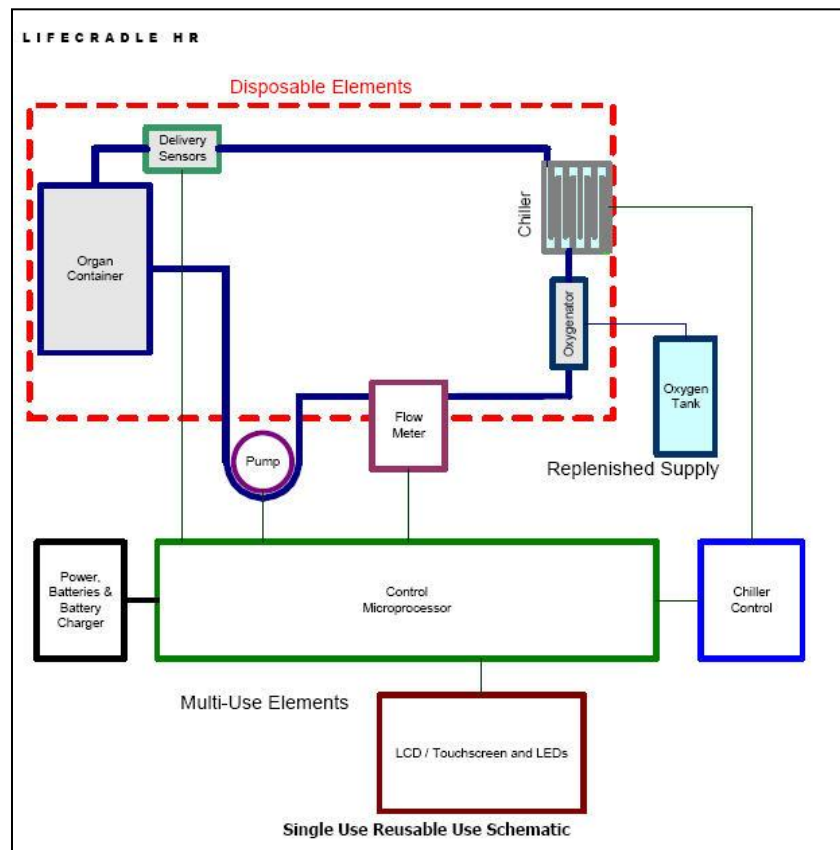 LIFECRADLE HR
Disposable Elements
Delivery
Sensors
Chiller
Organ
Container
Oxygenator
Oxygen
Tank
Flow
Meter
Pump
Replenished Supply
Power,
Batteries &
Battery
Charger
Control
Microprocessor
Chiller
Control
Multi-Use Elements
LCD / Touchscreen and LEDs
Single Use Reusable Use Schematic